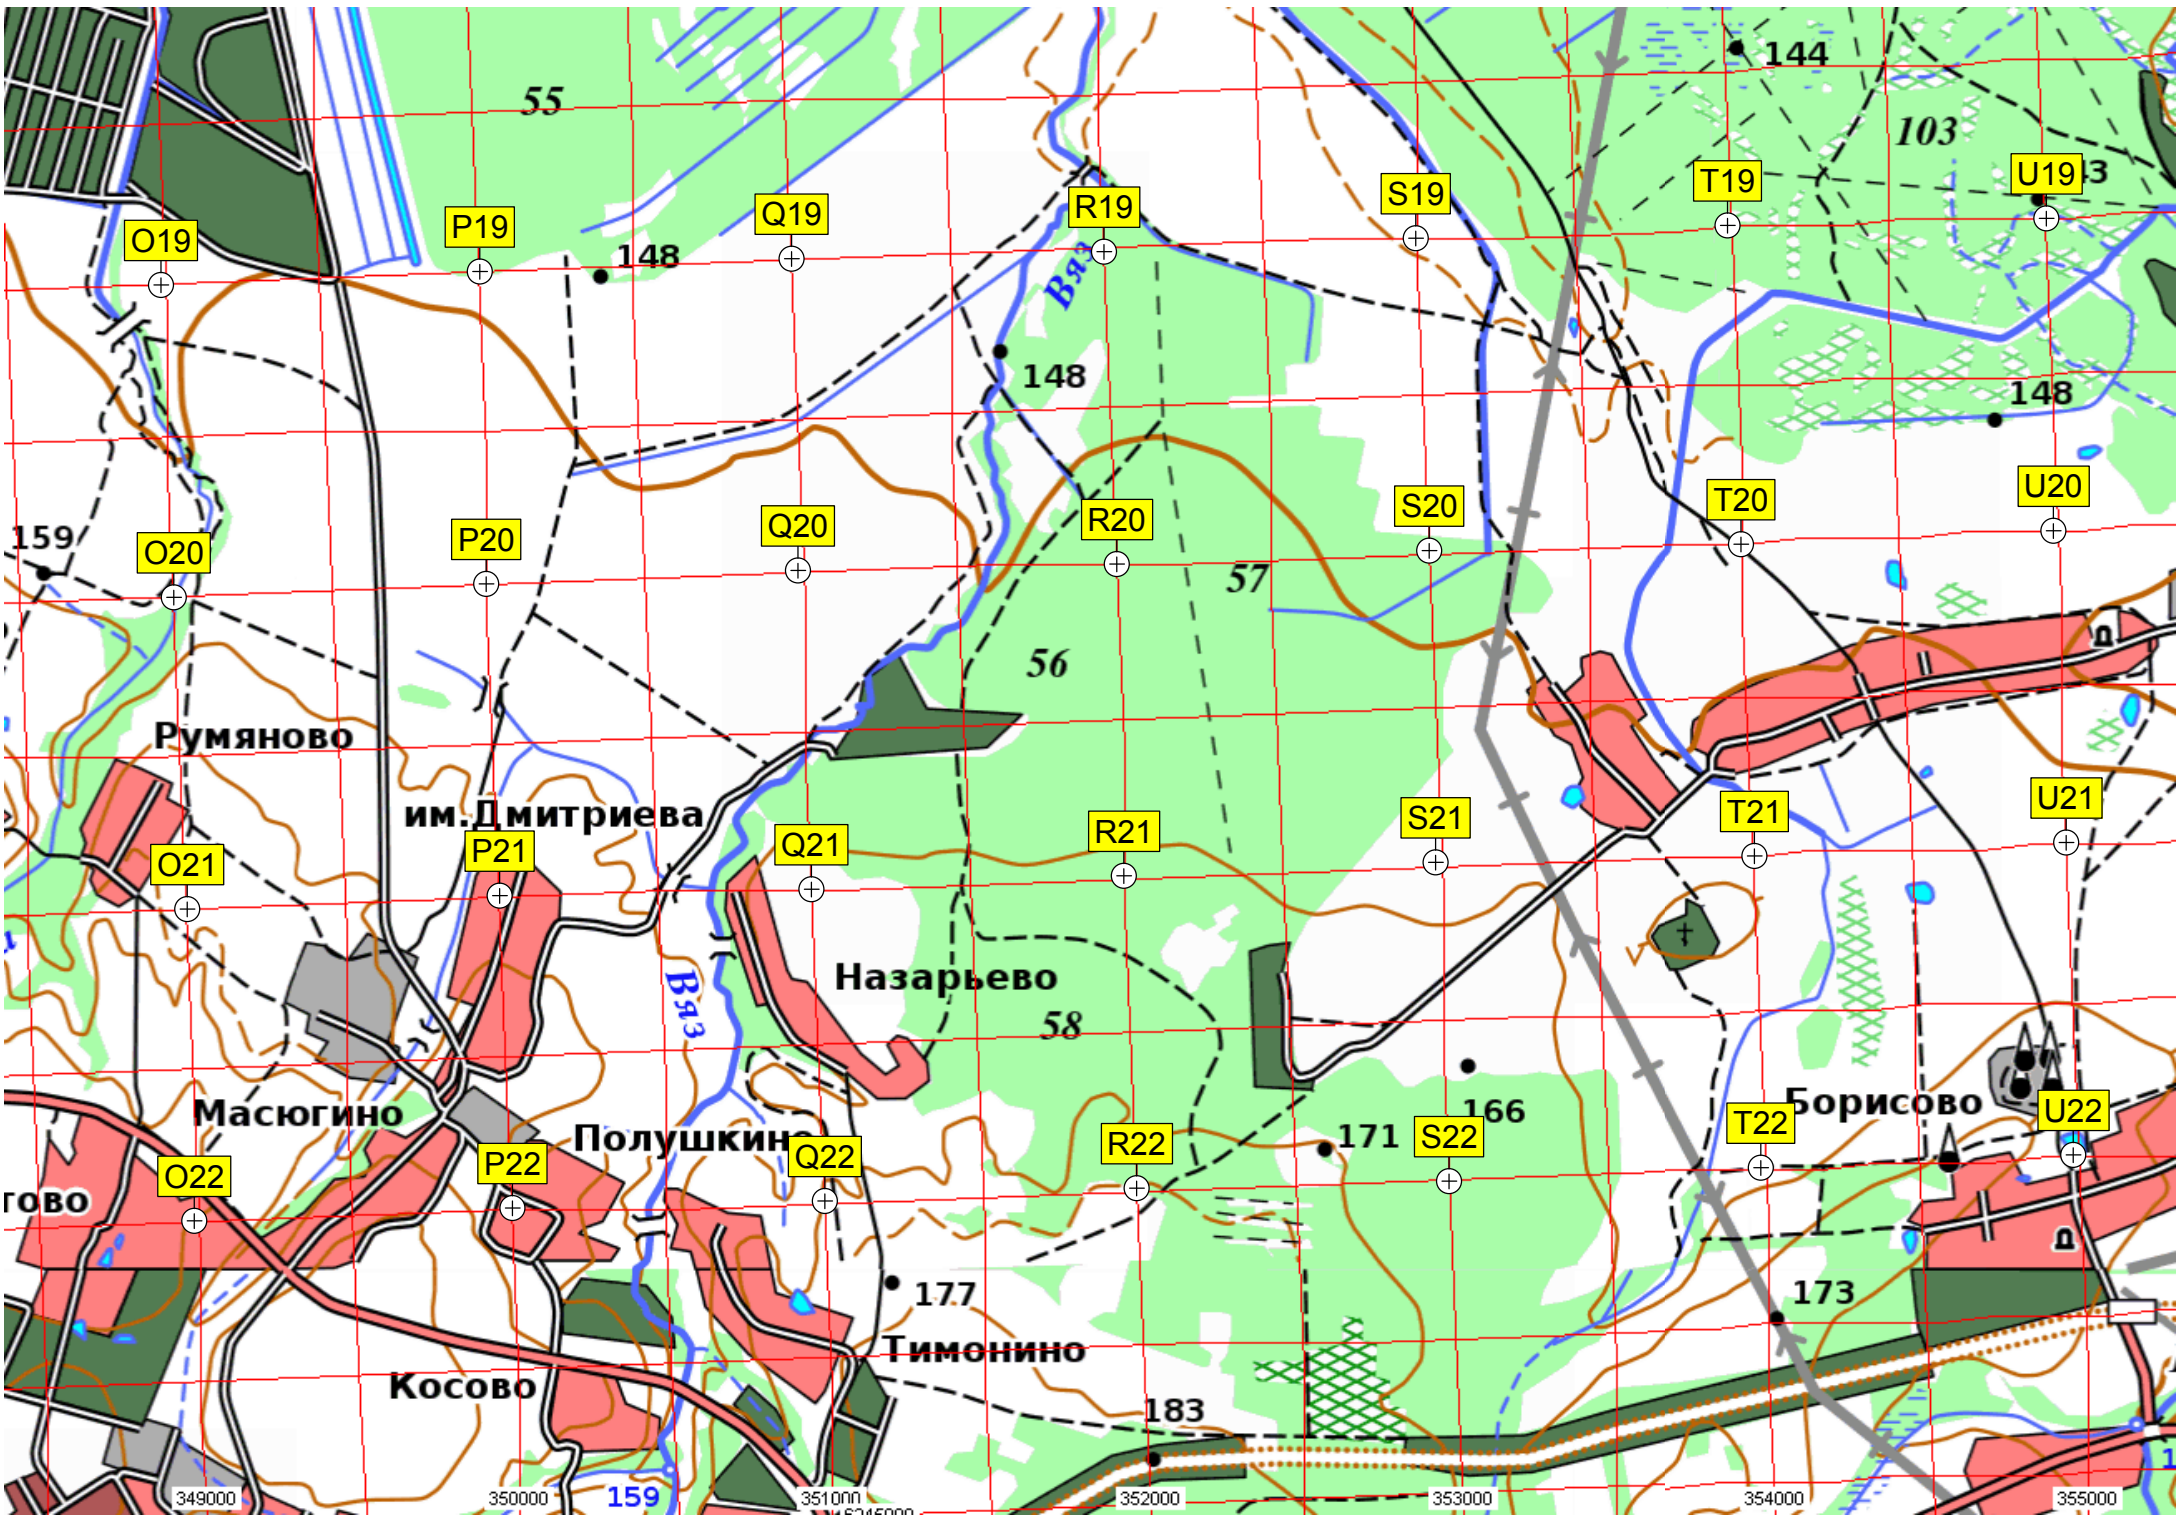 55
144
103
T19
U19
43
S19
R19
Q19
P19
O19
148
Вяз
148
148
U20
T20
S20
R20
Q20
P20
O20
159
57
д
56
Румяново
им.Дмитриева
U21
T21
S21
R21
Q21
P21
O21
Назарьево
Вяз
58
Масюгино
Полушкино
Борисово
166
171
U22
T22
S22
R22
Q22
P22
O22
тово
д
177
173
Тимонино
Косово
183
159
349000
350000
351000
352000
353000
354000
355000